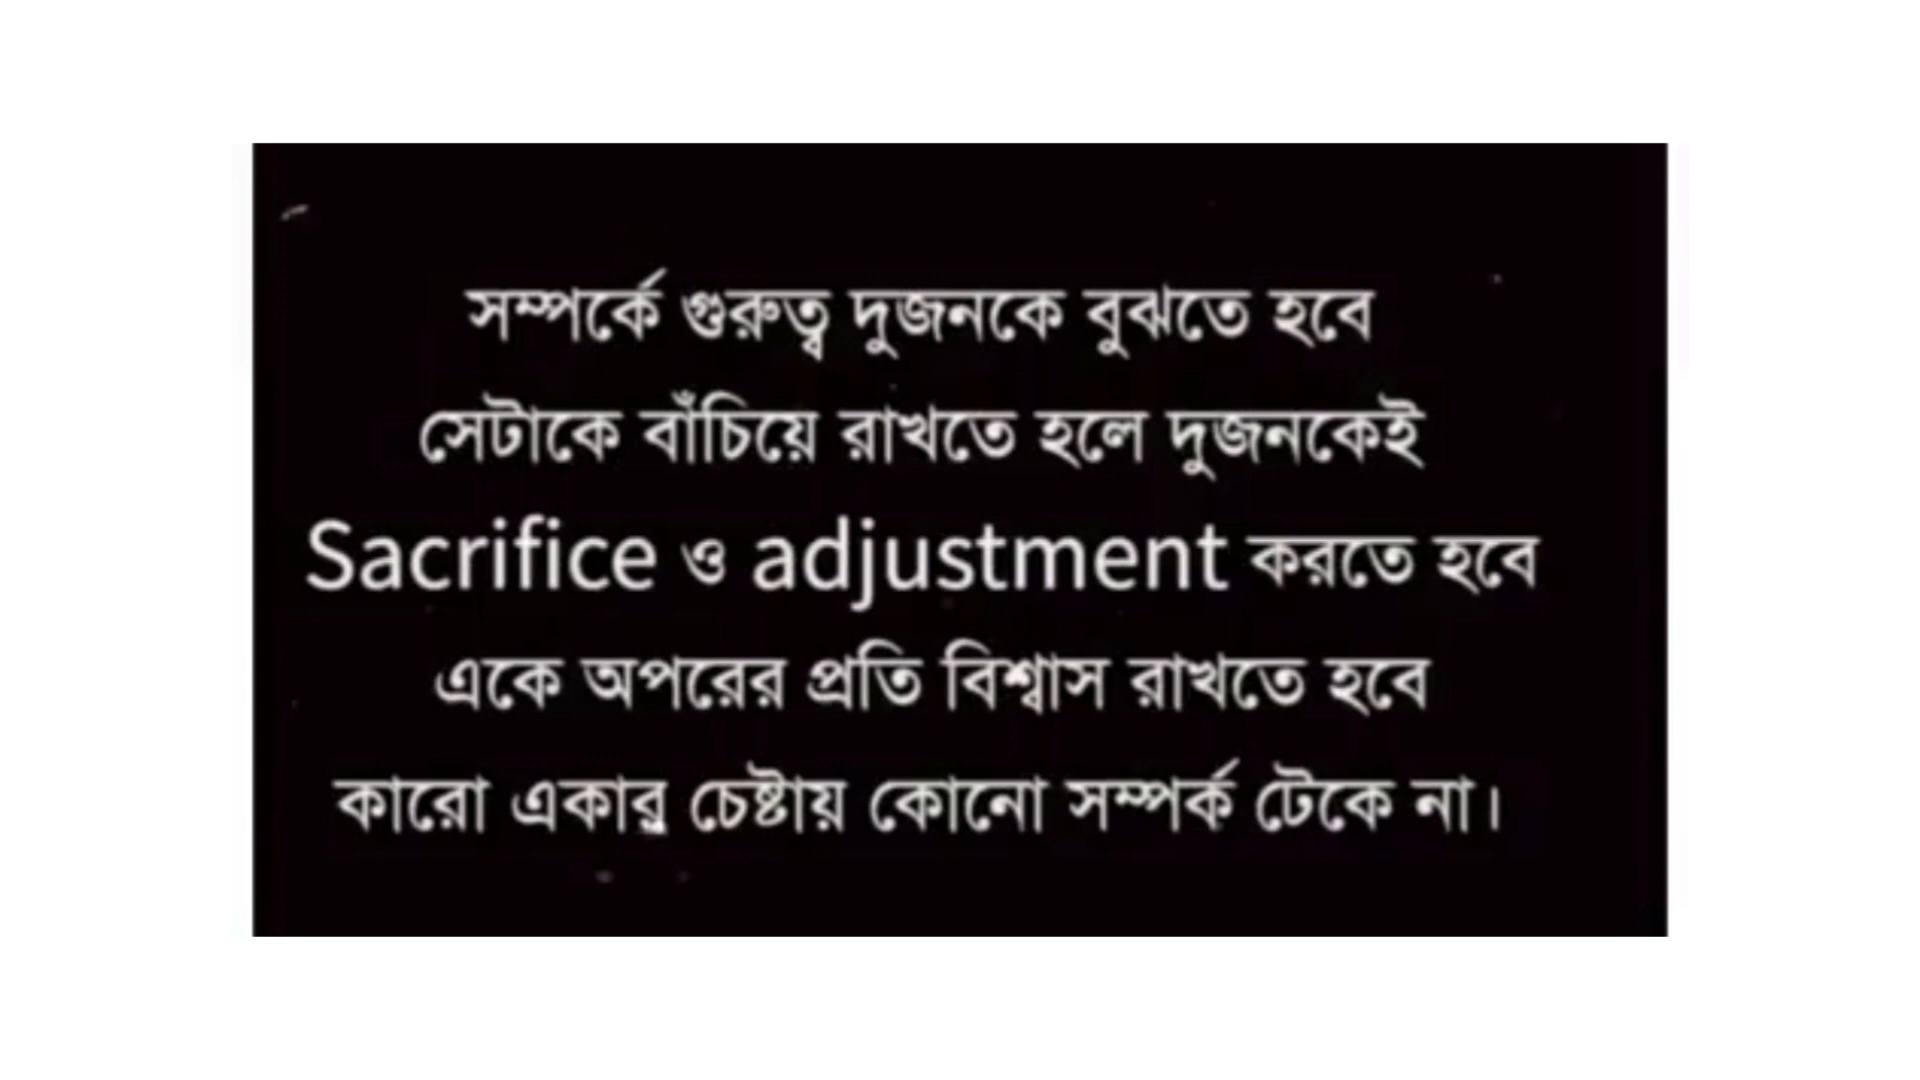 সম্পর্কে গুরুত্ব দুজনকে বুঝতে হবে
সেটাকে বাঁচিয়ে রাখতে হলে দুজনকেই
Sacrifice ও adjustment করতে হবে
একে অপরের প্রতি বিশ্বাস রাখতে হবে
কারো একার চেষ্টায় কোনো সম্পর্ক টেকে না।